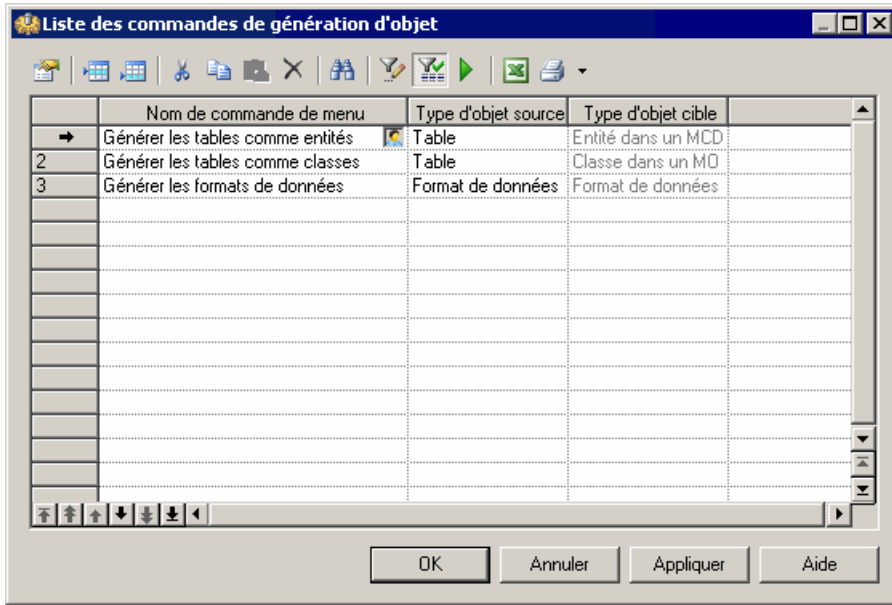 Liste des commandes de génération d'objet
Nom de commande de menu Type d'objet source Type d'objet cible
Générer les tables comme entités Table Entité dans un MCD
2 Générer les tables comme classes Table Classe dans un MO
3 Générer les formats de données Format de données Format de données
OK Annuler Appliquer Aide